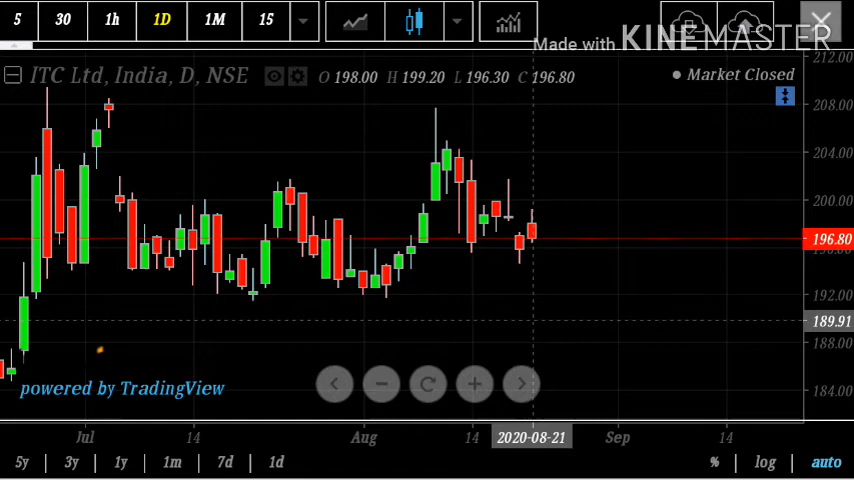 5 30 1h 1D 1M 15
Made with KINEMASTER
ITC Ltd, India, D, NSE O 198.00 H 199.20 L 196.30 C 196.80
Market Closed
212.00
208.00
204.00
200.00
196.80
196.00
192.00
189.91
188.00
184.00
powered by TradingView
Jul 14 Aug 14 2020-08-21 Sep 14
5y 3y 1y 1m 7d 1d % log auto